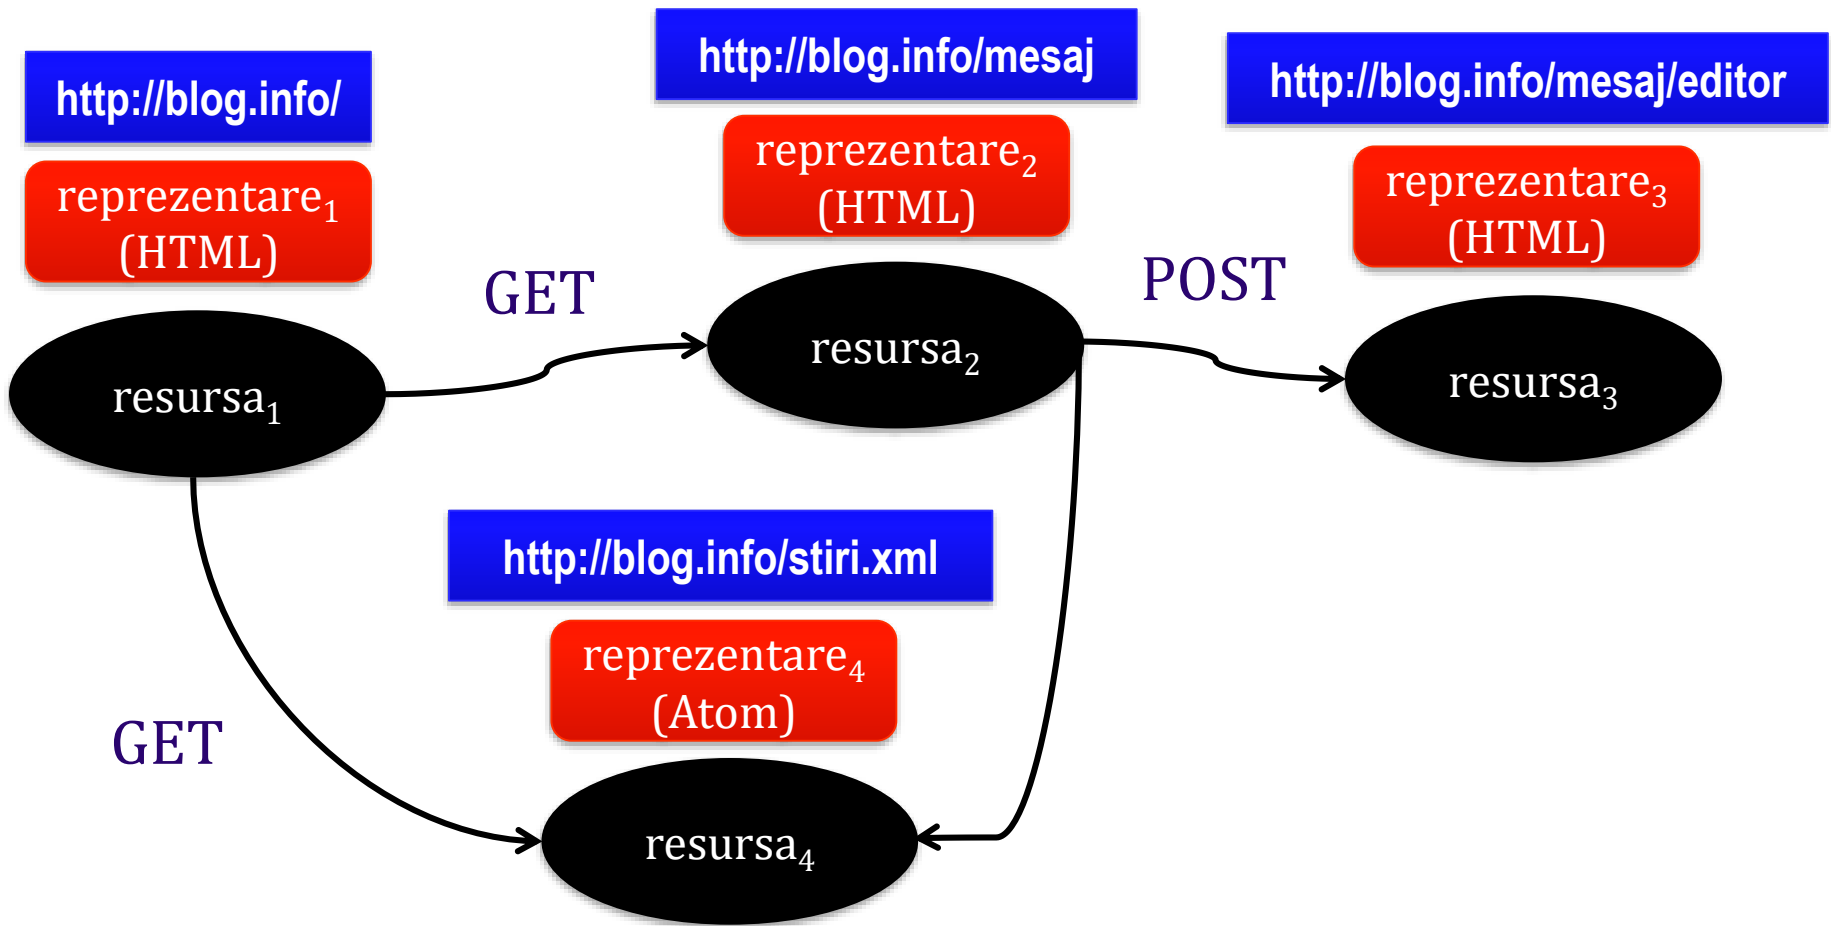 http://blog.info/
reprezentare1
(HTML)
resursa1
GET
http://blog.info/mesaj
reprezentare2
(HTML)
resursa2
POST
http://blog.info/mesaj/editor
reprezentare3
(HTML)
resursa3
GET
http://blog.info/stiri.xml
reprezentare4
(Atom)
resursa4